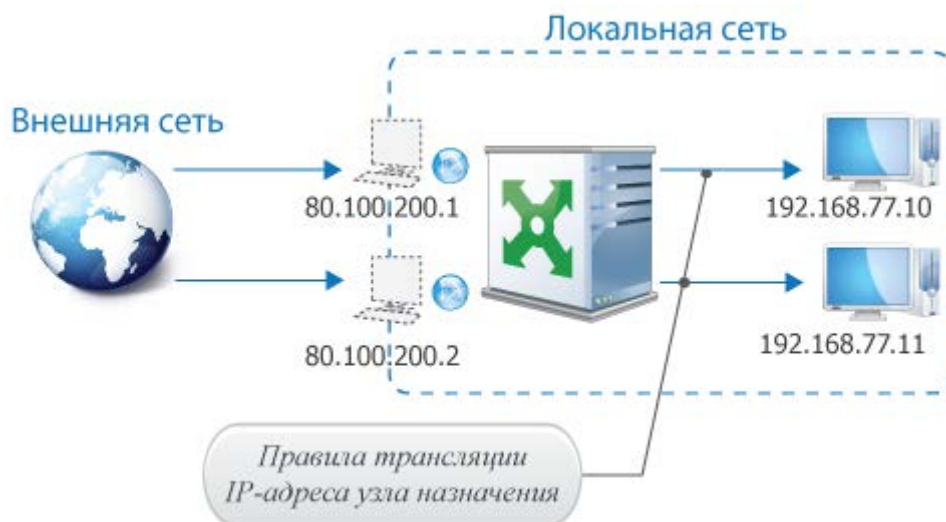 Локальная сеть
Внешняя сеть
80.100.200.1
192.168.77.10
80.100.200.2
192.168.77.11
Правила трансляции
IP-адреса узла назначения